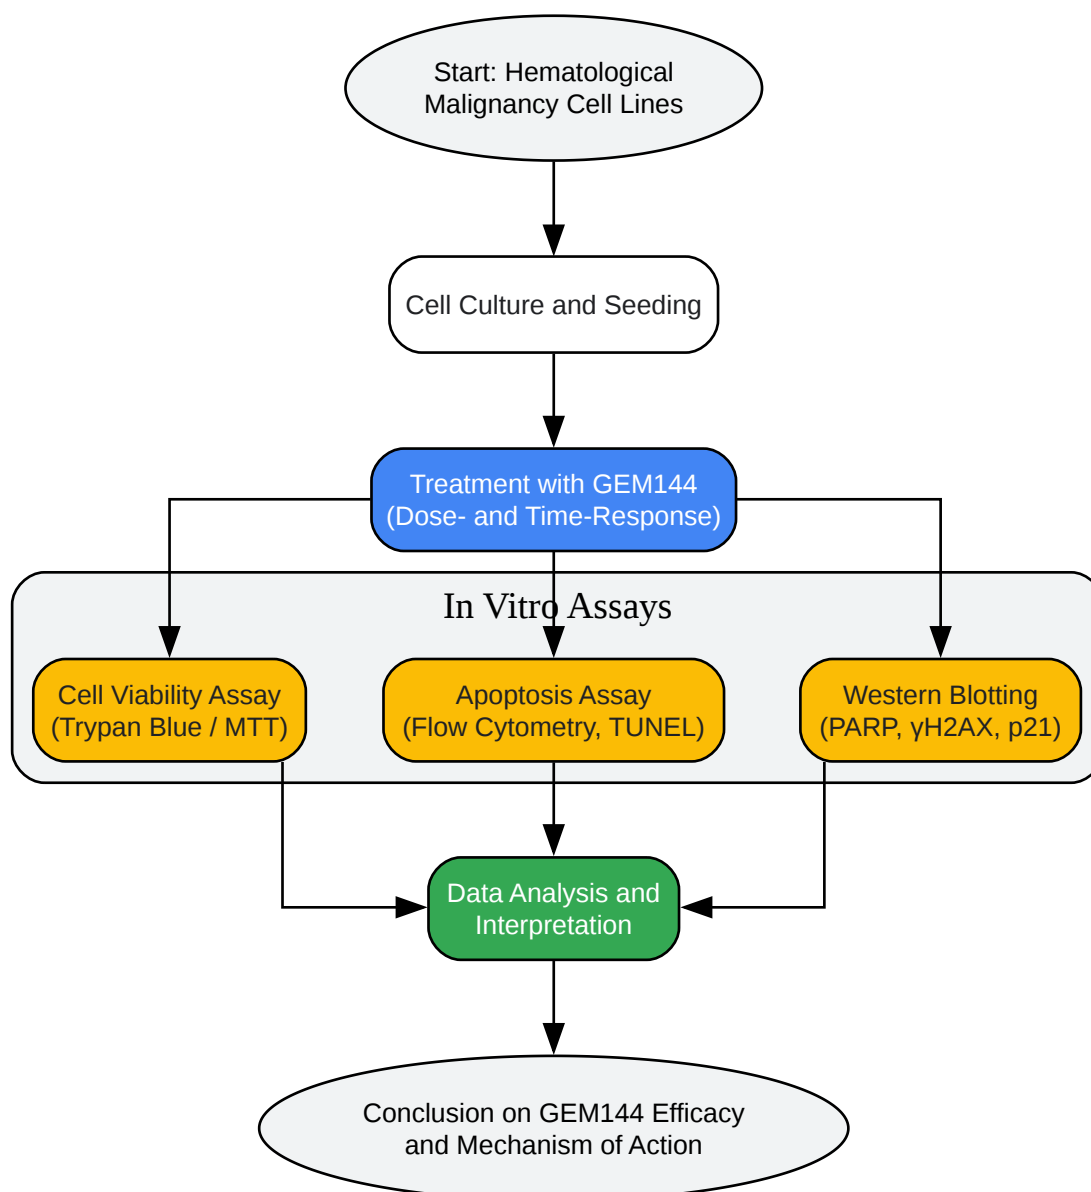 Start: Hematological
Malignancy Cell Lines
Cell Culture and Seeding
Treatment with GEM144
(Dose- and Time-Response)
In Vitro Assays
Cell Viability Assay
(Trypan Blue / MTT)
Apoptosis Assay
(Flow Cytometry, TUNEL)
Western Blotting
(PARP, γH2AX, p21)
Data Analysis and
Interpretation
Conclusion on GEM144 Efficacy
and Mechanism of Action